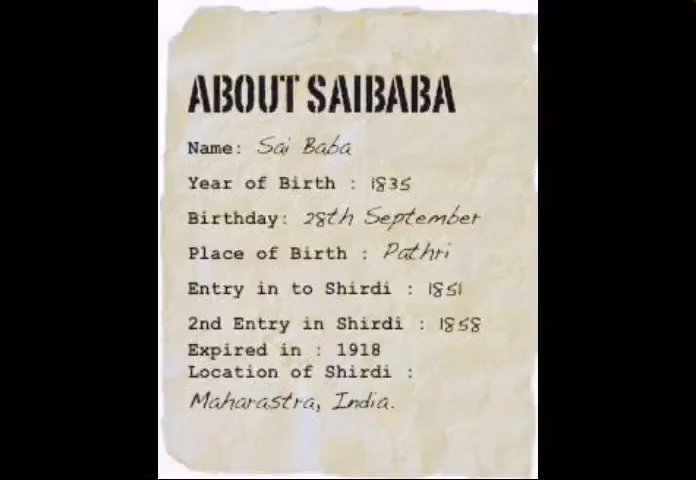 ABOUT SAIBABA
Name: Sai Baba
Year of Birth : 1835
Birthday: 28th September
Place of Birth : Pathri
Entry in to Shirdi : 1851
2nd Entry in Shirdi : 1858
Expired in : 1918
Location of Shirdi :
Maharastra, India.